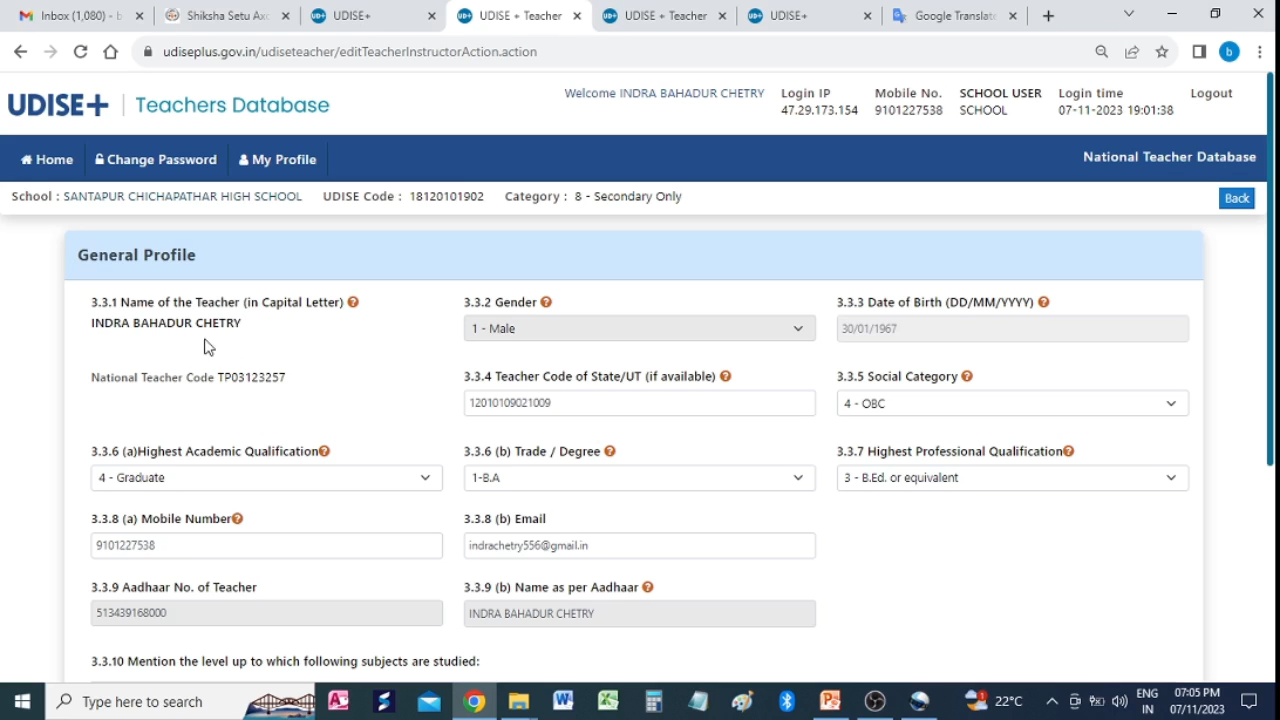 Inbox (1,080) - b
Shiksha Setu Axo
UDISE+
UDISE + Teacher
UDISE + Teacher
UDISE+
Google Translate
udiseplus.gov.in/udiseteacher/editTeacherInstructorAction.action
b
UDISE+ | Teachers Database
Welcome INDRA BAHADUR CHETRY
Login IP
47.29.173.154
Mobile No.
9101227538
SCHOOL USER
SCHOOL
Login time
07-11-2023 19:01:38
Logout
Home
Change Password
My Profile
National Teacher Database
School : SANTAPUR CHICHAPATHAR HIGH SCHOOL UDISE Code : 18120101902 Category : 8 - Secondary Only
Back
General Profile
3.3.1 Name of the Teacher (in Capital Letter)
INDRA BAHADUR CHETRY
3.3.2 Gender
1 - Male
3.3.3 Date of Birth (DD/MM/YYYY)
30/01/1967
National Teacher Code TP03123257
3.3.4 Teacher Code of State/UT (if available)
12010109021009
3.3.5 Social Category
4 - OBC
3.3.6 (a)Highest Academic Qualification
4 - Graduate
3.3.6 (b) Trade / Degree
1-B.A
3.3.7 Highest Professional Qualification
3 - B.Ed. or equivalent
3.3.8 (a) Mobile Number
9101227538
3.3.8 (b) Email
indrachetry556@gmail.in
3.3.9 Aadhaar No. of Teacher
513439168000
3.3.9 (b) Name as per Aadhaar
INDRA BAHADUR CHETRY
3.3.10 Mention the level up to which following subjects are studied:
Type here to search
22°C
ENG
IN
07:05 PM
07/11/2023